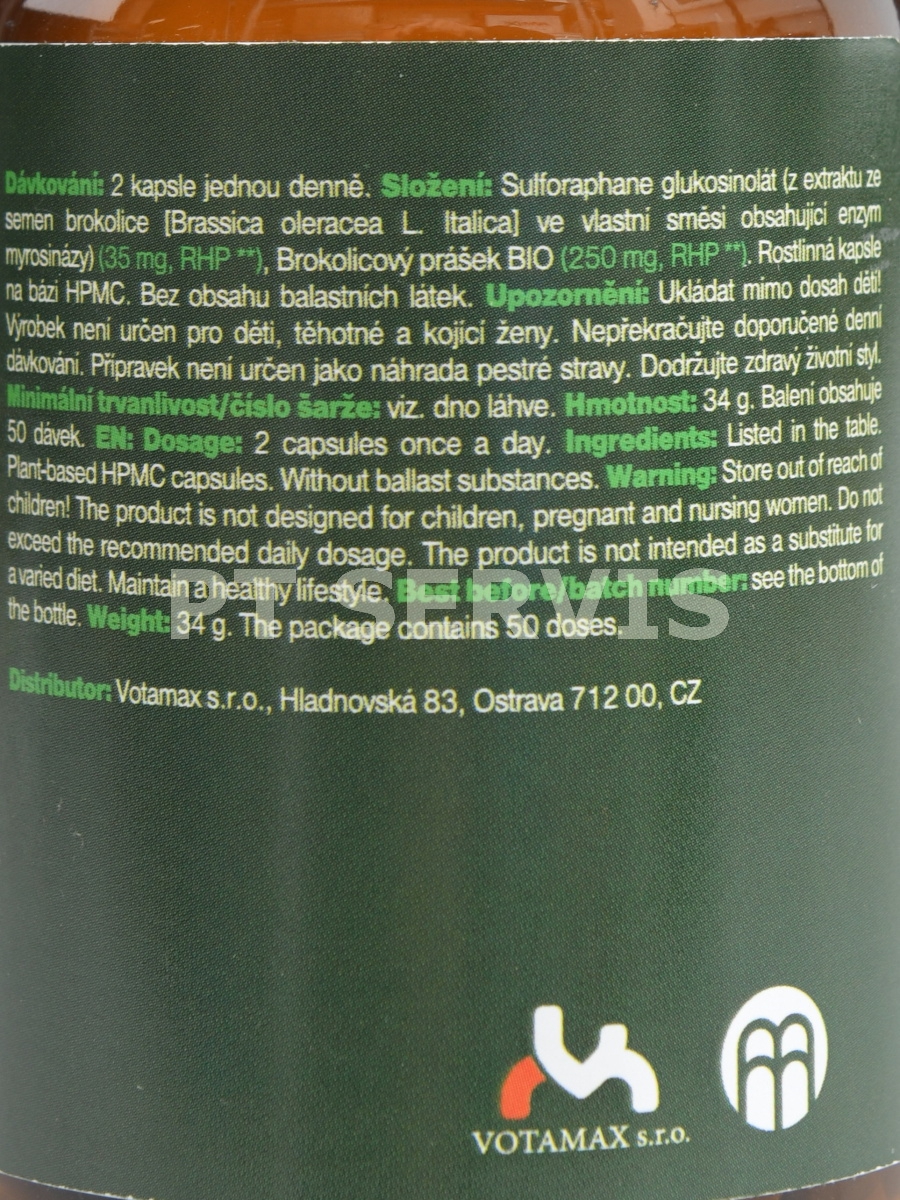 Dávkování: 2 kapsle jednou denně. Složení: Sulforaphane glukosinolát (z extraktu ze
semen brokolice [Brassica oleracea L. Italica] ve vlastní směsi obsahující enzym
myrosinázy) (35 mg, RHP **), Brokolicový prášek BIO (250 mg, RHP **). Rostlinná kapsle
na bázi HPMC. Bez obsahu balastních látek. Upozornění: Ukládat mimo dosah dětí!
Výrobek není určen pro děti, těhotné a kojící ženy. Nepřekračujte doporučené denní
dávkování. Přípravek není určen jako náhrada pestré stravy. Dodržujte zdravý životní styl.
Minimální trvanlivost/číslo šarže: viz. dno láhve. Hmotnost: 34 g. Balení obsahuje
50 dávek. EN: Dosage: 2 capsules once a day. Ingredients: Listed in the table.
Plant-based HPMC capsules. Without ballast substances. Warning: Store out of reach of
children! The product is not designed for children, pregnant and nursing women. Do not
exceed the recommended daily dosage. The product is not intended as a substitute for
a varied diet. Maintain a healthy lifestyle. Best before/batch number: see the bottom of
the bottle. Weight: 34 g. The package contains 50 doses.
PT SERVIS
Distributor: Votamax s.r.o., Hladnovská 83, Ostrava 712 00, CZ
VOTAMAX s.r.o.